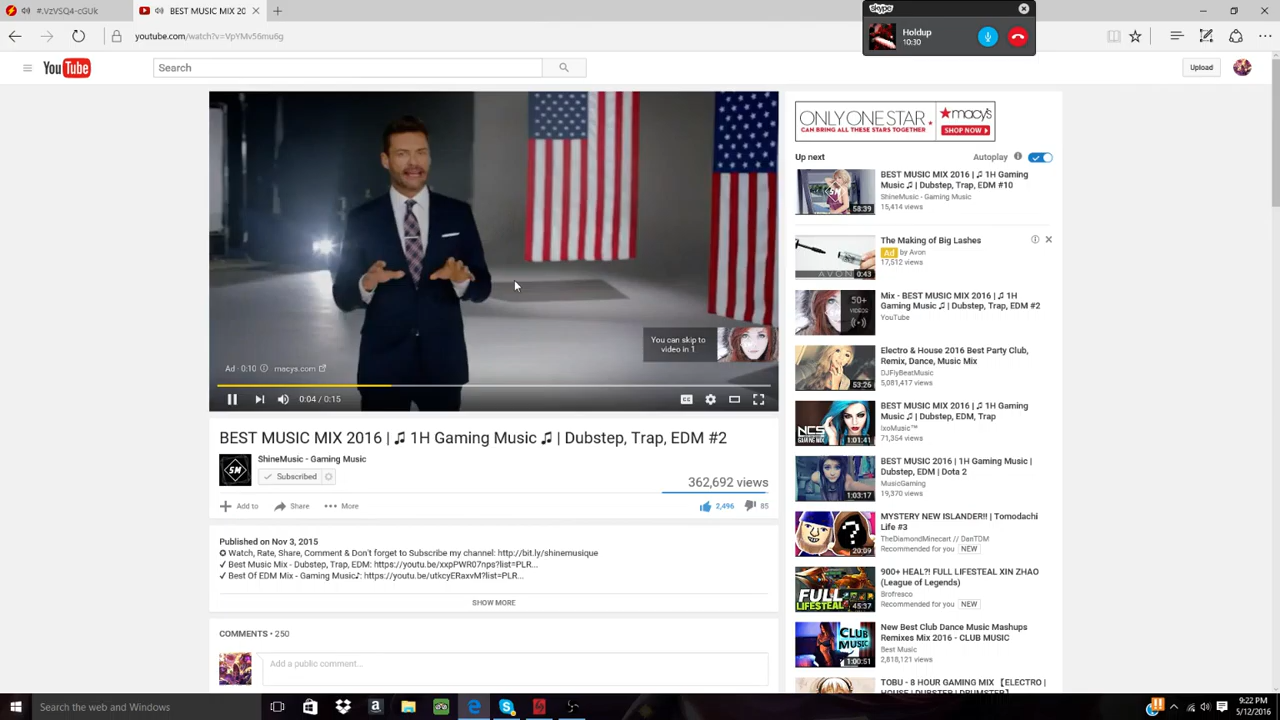 #.VzVSQ4-cGUk
BEST MUSIC MIX 20
skype
Holdup
10:30
youtube.com/watch?v=VpYMv56mu6g
YouTube
Search
Upload
ONLY ONE STAR
CAN BRING ALL THESE STARS TOGETHER
macy's
SHOP NOW
Up next
Autoplay
BEST MUSIC MIX 2016 | ♫ 1H Gaming
Music ♫ | Dubstep, Trap, EDM #10
ShineMusic - Gaming Music
15,414 views
58:39
The Making of Big Lashes
Ad by Avon
17,512 views
AVON
0:43
Mix - BEST MUSIC MIX 2016 | ♫ 1H
Gaming Music ♫ | Dubstep, Trap, EDM #2
YouTube
50+
VIDEOS
Electro & House 2016 Best Party Club,
Remix, Dance, Music Mix
DJFlyBeatMusic
5,081,417 views
53:26
BEST MUSIC MIX 2016 | ♫ 1H Gaming
Music ♫ | Dubstep, EDM, Trap
IxoMusic™
71,354 views
NCS
GAMING MIX
1:01:41
BEST MUSIC 2016 | 1H Gaming Music |
Dubstep, EDM | Dota 2
MusicGaming
19,370 views
1:03:17
MYSTERY NEW ISLANDER!! | Tomodachi
Life #3
TheDiamondMinecart // DanTDM
Recommended for you NEW
20:09
900+ HEAL?! FULL LIFESTEAL XIN ZHAO
(League of Legends)
Brofresco
Recommended for you NEW
FULL
LIFESTEAL
45:37
New Best Club Dance Music Mashups
Remixes Mix 2016 - CLUB MUSIC
Best Music
2,818,121 views
CLUB
MUSIC
1:00:51
TOBU - 8 HOUR GAMING MIX 【ELECTRO |
HOUSE | DUBSTEP | DRUMSTEP】
You can skip to
video in 1
Ad · 0:10 macys.com
0:04 / 0:15
BEST MUSIC MIX 2016 | ♫ 1H Gaming Music ♫ | Dubstep, Trap, EDM #2
SM
ShineMusic - Gaming Music
Subscribed
362,692 views
Add to
Share
More
2,496
85
Published on Nov 3, 2015
✪ Watch, Rate, Share, Comment & Don't forget to Subscribe my channel: http://bit.ly/shinemusique
✓ Best Music Mix - Dubstep, Trap, EDM: https://youtu.be/xxpPWR07nps?list=PLR...
✓ Best Of EDM Mix - Gaming Music♪: https://youtu.be/utkcyERaxvM?list=PLR...
SHOW MORE
COMMENTS • 250
Add a public comment...
Search the web and Windows
9:22 PM
5/12/2016